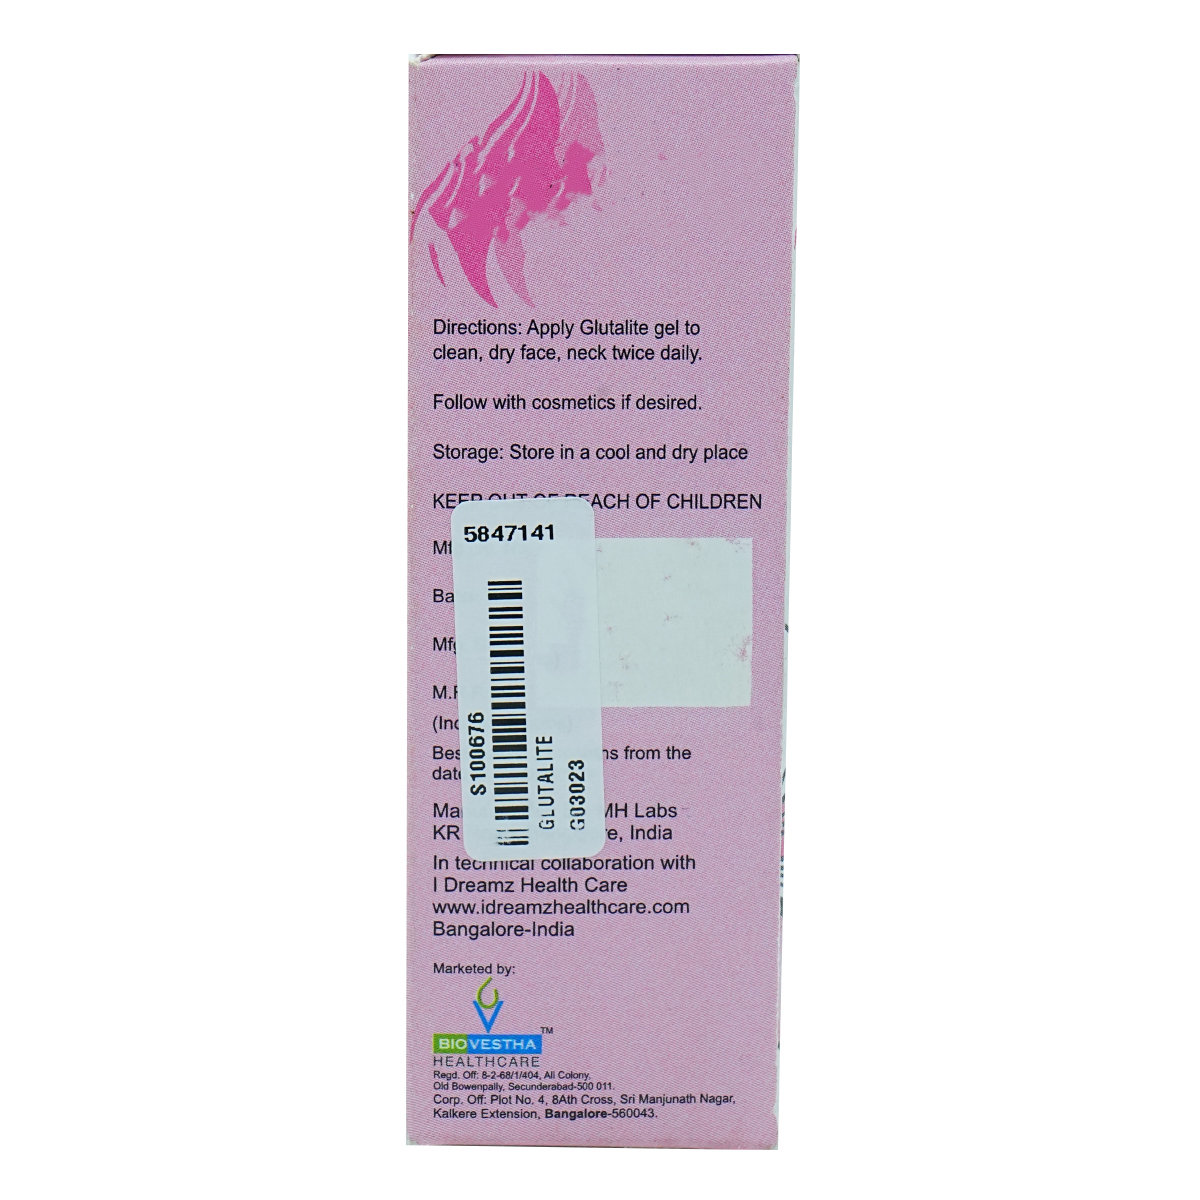 Directions: Apply Glutalite gel to
clean, dry face, neck twice daily.
Follow with cosmetics if desired.
Storage: Store in a cool and dry place
KEEP OUT OF REACH OF CHILDREN
5847141
S100676
GLUTALITE
G03023
from the
Labs
KR
India
In technical collaboration with
I Dreamz Health Care
www.idreamzhealthcare.com
Bangalore-India
Marketed by:
BIOVESTHA TM
HEALTHCARE
Regd. Off: 8-2-68/1/404, Ali Colony,
Old Bowenpally, Secunderabad-500 011.
Corp. Off: Plot No. 4, 8Ath Cross, Sri Manjunath Nagar,
Kalkere Extension, Bangalore-560043.